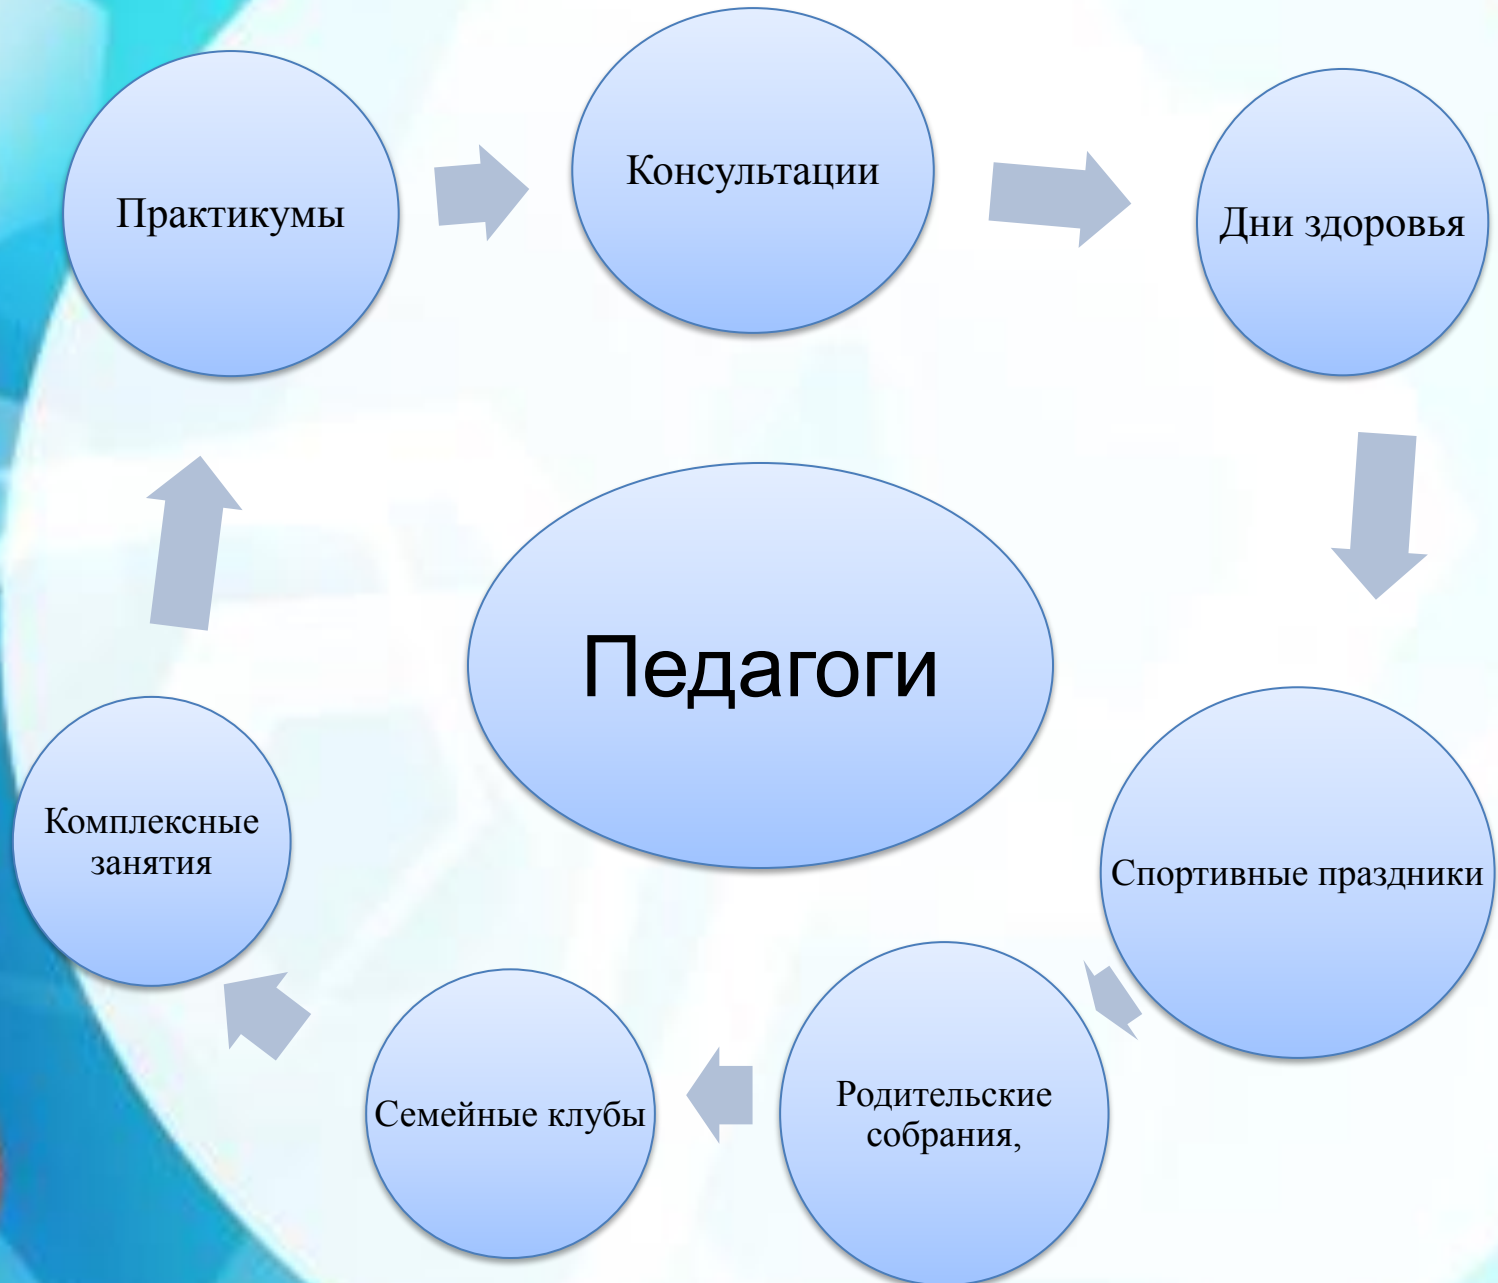 Практикумы
Консультации
Дни здоровья
Педагоги
Комплексные
занятия
Спортивные праздники
Семейные клубы
Родительские
собрания,